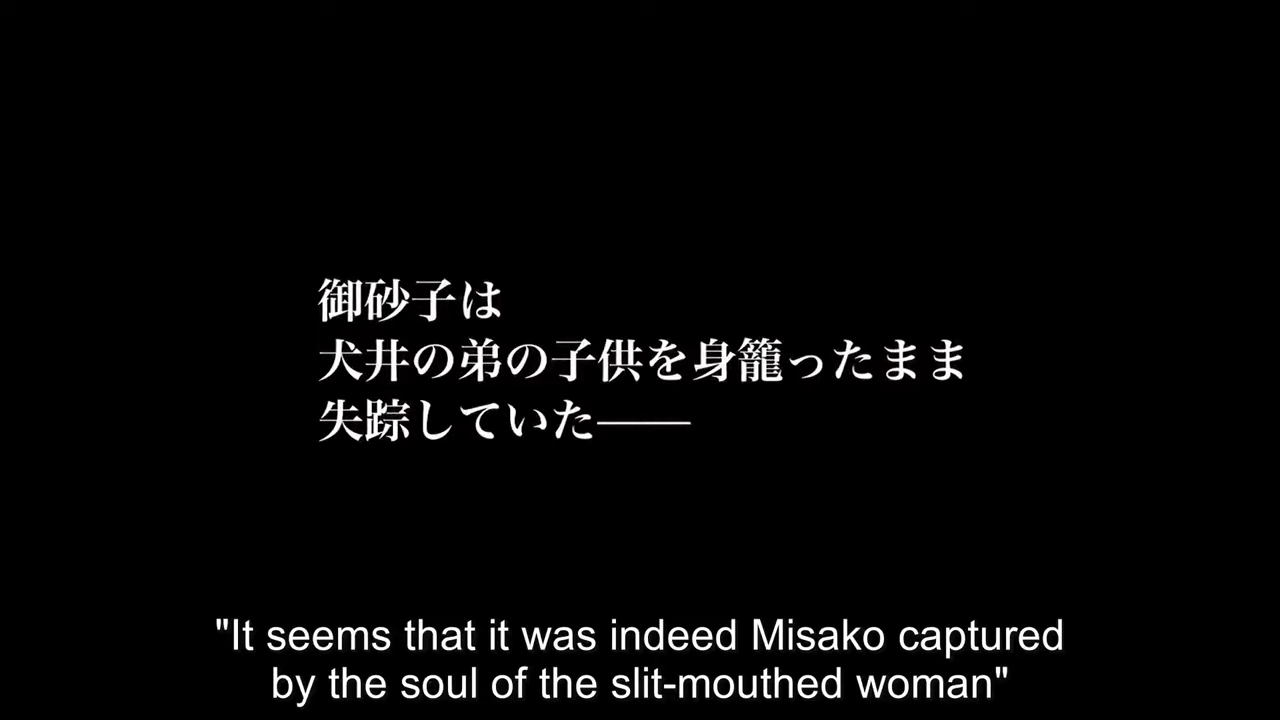 御砂子は
犬井の弟の子供を身籠ったまま
失踪していた——
"It seems that it was indeed Misako captured
by the soul of the slit-mouthed woman"